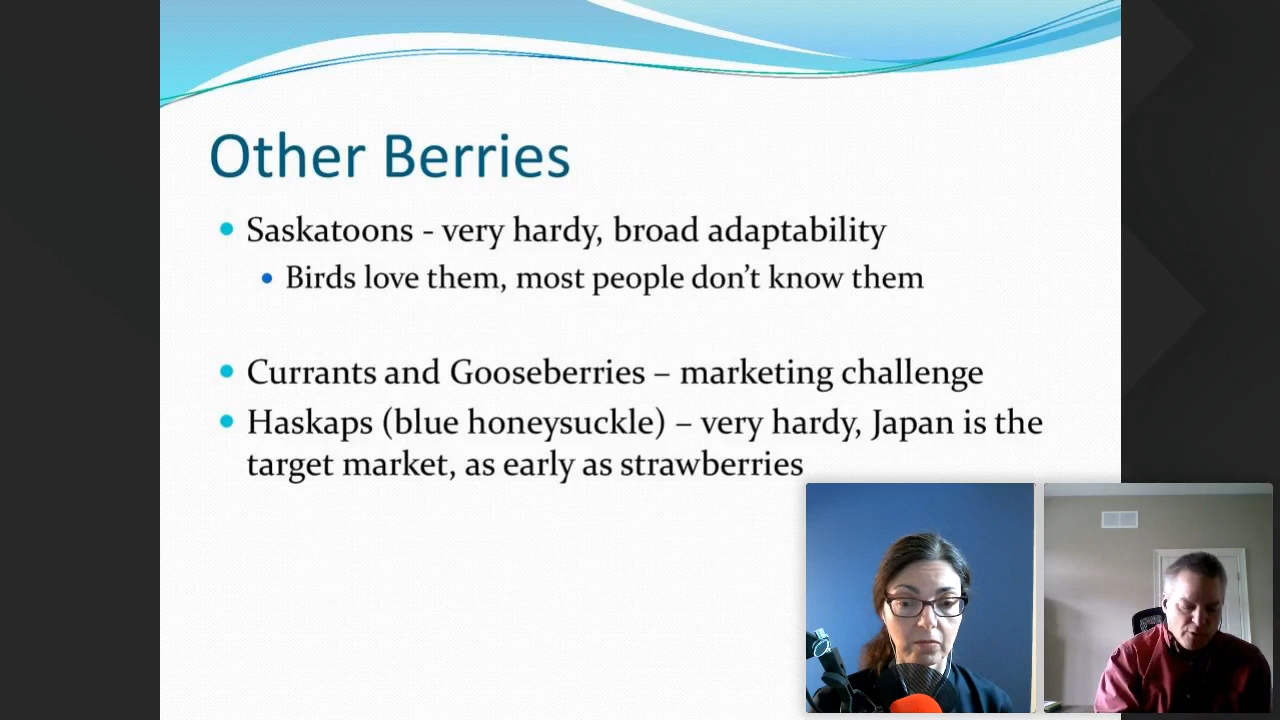 Other Berries
Saskatoons - very hardy, broad adaptability
Birds love them, most people don’t know them
Currants and Gooseberries – marketing challenge
Haskaps (blue honeysuckle) – very hardy, Japan is the
target market, as early as strawberries